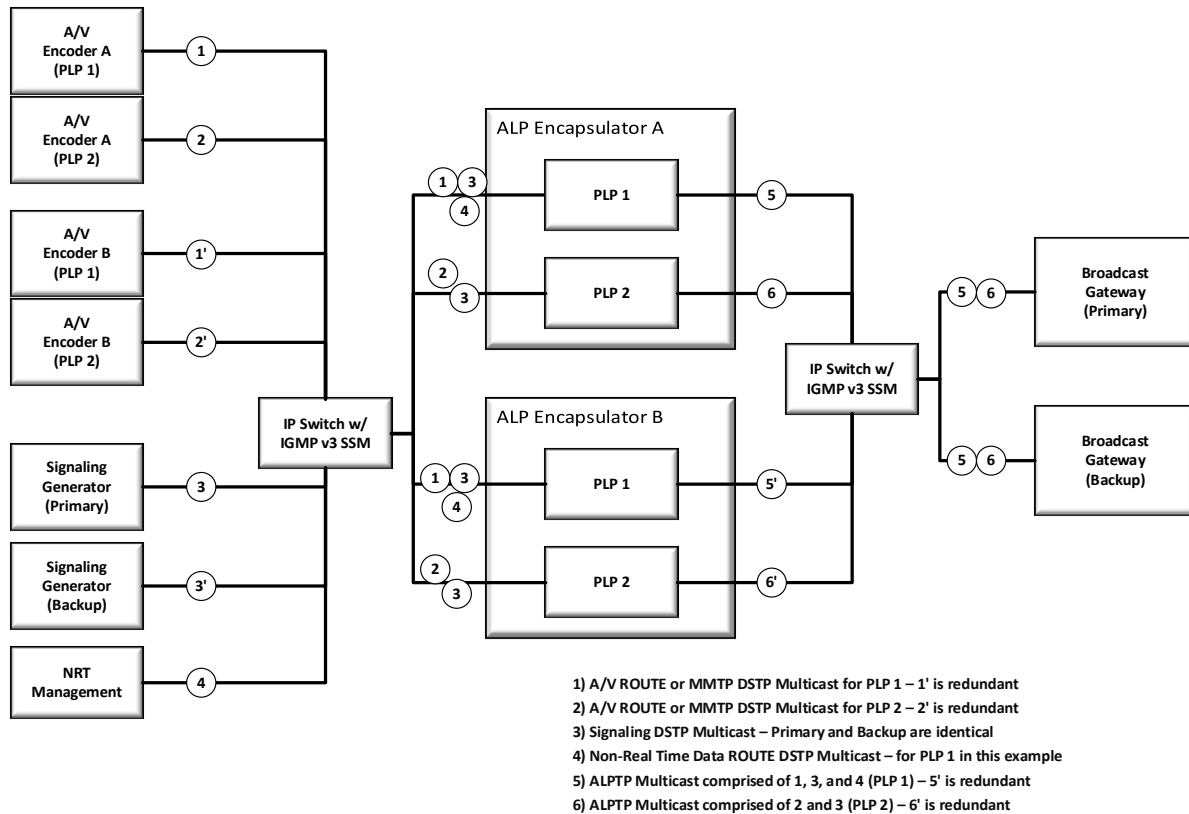 A/V
Encoder A
(PLP 1)
1
A/V
Encoder A
(PLP 2)
2
A/V
Encoder B
(PLP 1)
1'
A/V
Encoder B
(PLP 2)
2'
Signaling
Generator
(Primary)
3
Signaling
Generator
(Backup)
3'
NRT
Management
4
IP Switch w/
IGMP v3 SSM
ALP Encapsulator A
1 3
4
PLP 1
5
2
3
PLP 2
6
ALP Encapsulator B
1 3
4
PLP 1
5'
2
3
PLP 2
6'
IP Switch w/
IGMP v3 SSM
5 6
Broadcast
Gateway
(Primary)
5 6
Broadcast
Gateway
(Backup)
1) A/V ROUTE or MMTP DSTP Multicast for PLP 1 – 1' is redundant
2) A/V ROUTE or MMTP DSTP Multicast for PLP 2 – 2' is redundant
3) Signaling DSTP Multicast – Primary and Backup are identical
4) Non-Real Time Data ROUTE DSTP Multicast – for PLP 1 in this example
5) ALPTP Multicast comprised of 1, 3, and 4 (PLP 1) – 5' is redundant
6) ALPTP Multicast comprised of 2 and 3 (PLP 2) – 6' is redundant